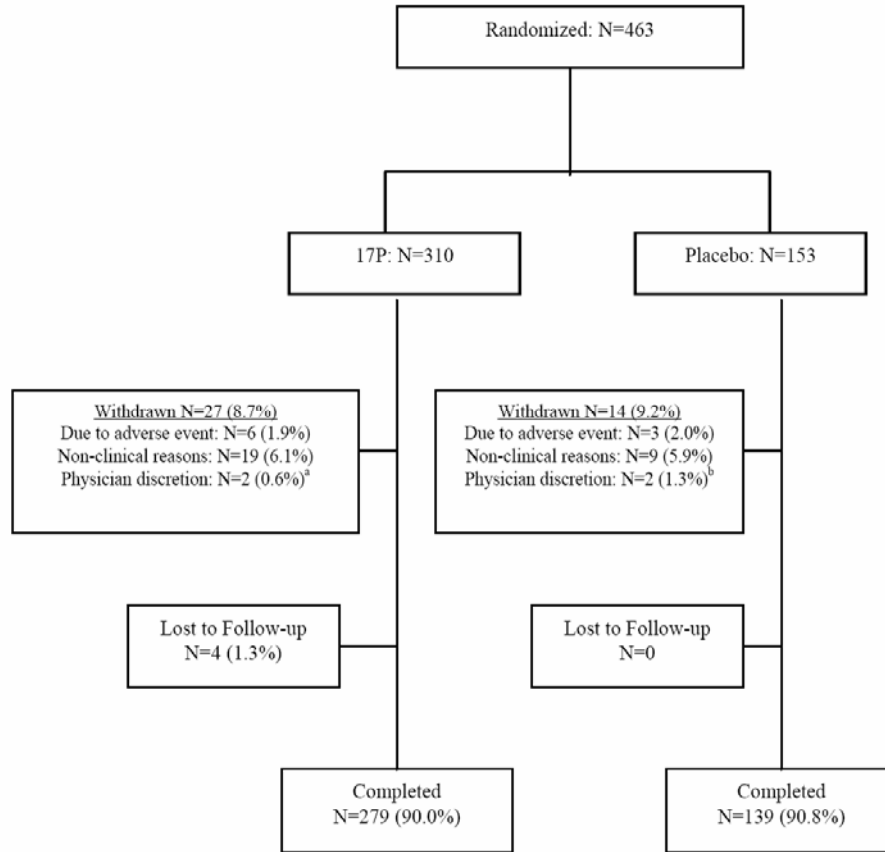 Randomized: N=463
17P: N=310
Placebo: N=153
Withdrawn N=27 (8.7%)
Due to adverse event: N=6 (1.9%)
Non-clinical reasons: N=19 (6.1%)
Physician discretion: N=2 (0.6%)ᵃ
Withdrawn N=14 (9.2%)
Due to adverse event: N=3 (2.0%)
Non-clinical reasons: N=9 (5.9%)
Physician discretion: N=2 (1.3%)ᵇ
Lost to Follow-up
N=4 (1.3%)
Lost to Follow-up
N=0
Completed
N=279 (90.0%)
Completed
N=139 (90.8%)